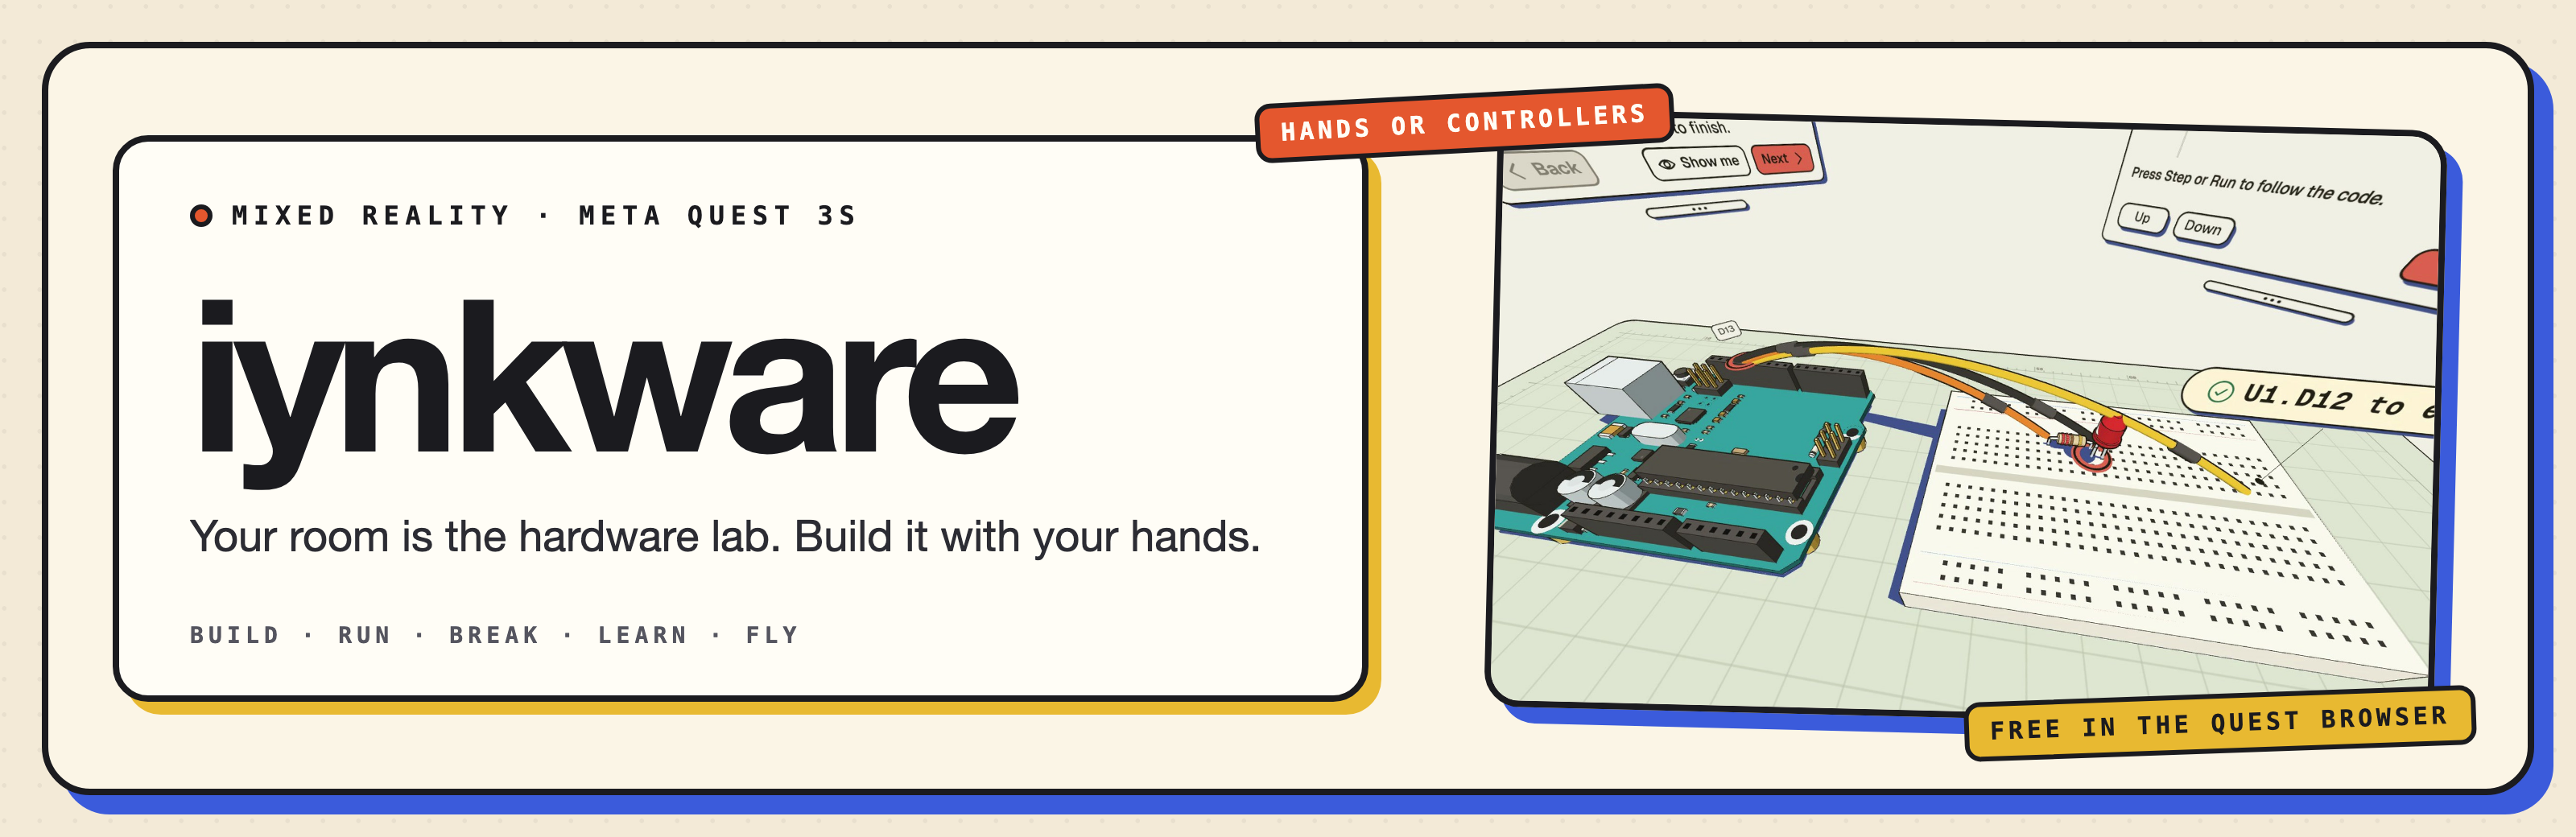 HANDS OR CONTROLLERS
MIXED REALITY · META QUEST 3S
iynkware
Your room is the hardware lab. Build it with your hands.
BUILD · RUN · BREAK · LEARN · FLY
to finish.
Back
Show me
Next
Press Step or Run to follow the code.
Up
Down
D13
U1.D12 to
FREE IN THE QUEST BROWSER